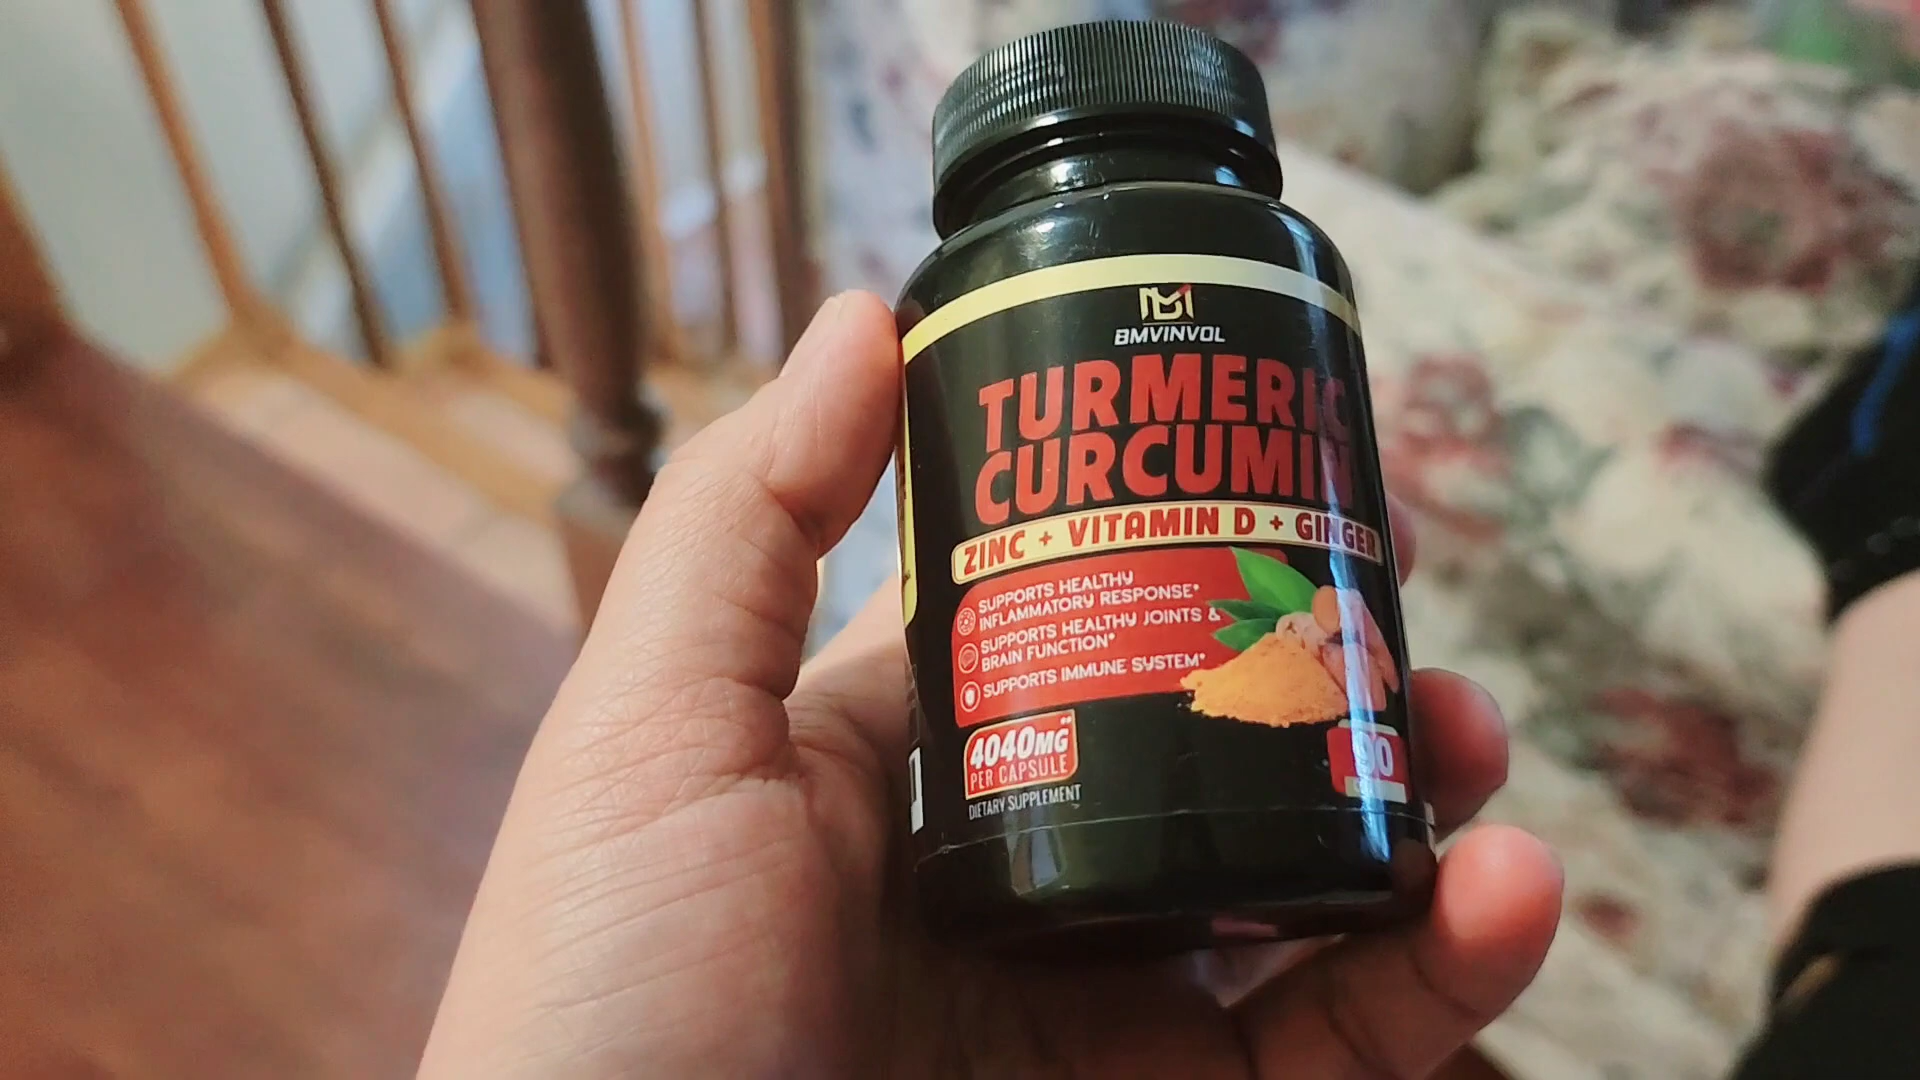 BMVINVOL
TURMERIC
CURCUMIN
ZINC + VITAMIN D + GINGER
SUPPORTS HEALTHY
INFLAMMATORY RESPONSE*
SUPPORTS HEALTHY JOINTS &
BRAIN FUNCTION*
SUPPORTS IMMUNE SYSTEM*
4040MG**
PER CAPSULE
90
DIETARY SUPPLEMENT